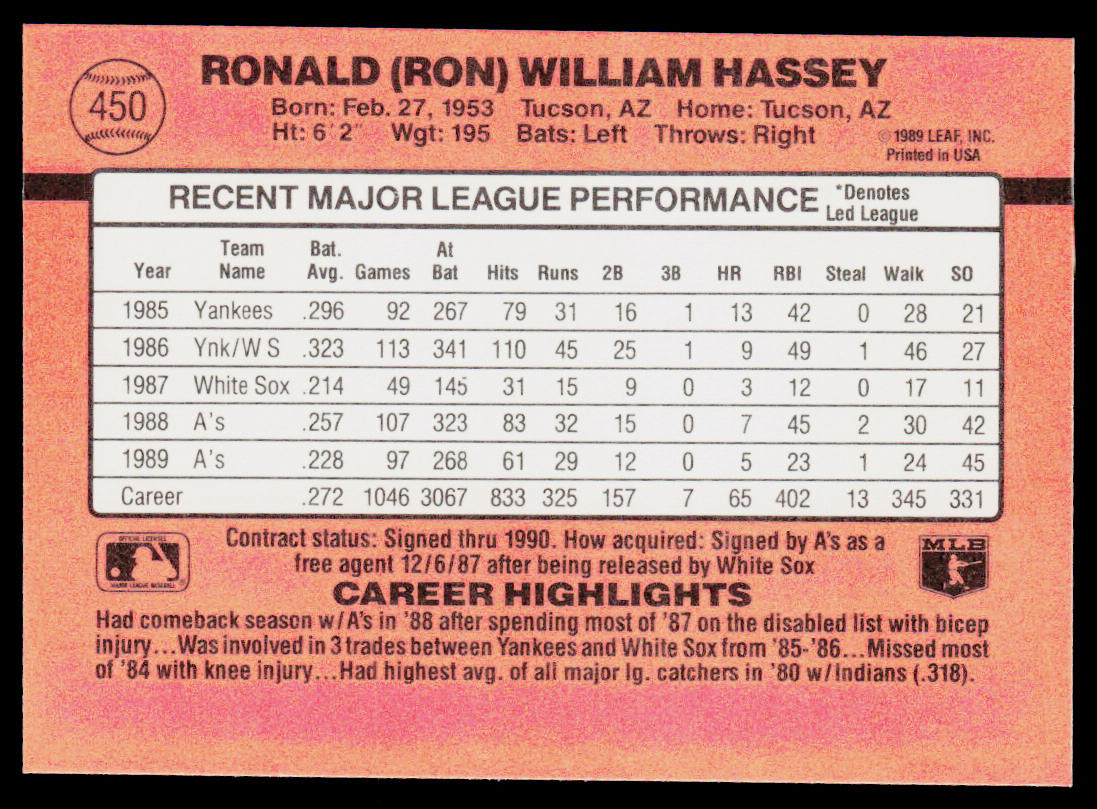 450
RONALD (RON) WILLIAM HASSEY
Born: Feb. 27, 1953 Tucson, AZ Home: Tucson, AZ
Ht: 6'2" Wgt: 195 Bats: Left Throws: Right
©1989 LEAF, INC.
Printed in USA
RECENT MAJOR LEAGUE PERFORMANCE *Denotes Led League
Year Team Name Bat. Avg. Games At Bat Hits Runs 2B 3B HR RBI Steal Walk SO
1985 Yankees .296 92 267 79 31 16 1 13 42 0 28 21
1986 Ynk/W S .323 113 341 110 45 25 1 9 49 1 46 27
1987 White Sox .214 49 145 31 15 9 0 3 12 0 17 11
1988 A's .257 107 323 83 32 15 0 7 45 2 30 42
1989 A's .228 97 268 61 29 12 0 5 23 1 24 45
Career .272 1046 3067 833 325 157 7 65 402 13 345 331
OFFICIAL LICENSEE
MAJOR LEAGUE BASEBALL
Contract status: Signed thru 1990. How acquired: Signed by A's as a
free agent 12/6/87 after being released by White Sox
MLB
CAREER HIGHLIGHTS
Had comeback season w/A's in '88 after spending most of '87 on the disabled list with bicep
injury...Was involved in 3 trades between Yankees and White Sox from '85-'86...Missed most
of '84 with knee injury...Had highest avg. of all major lg. catchers in '80 w/Indians (.318).